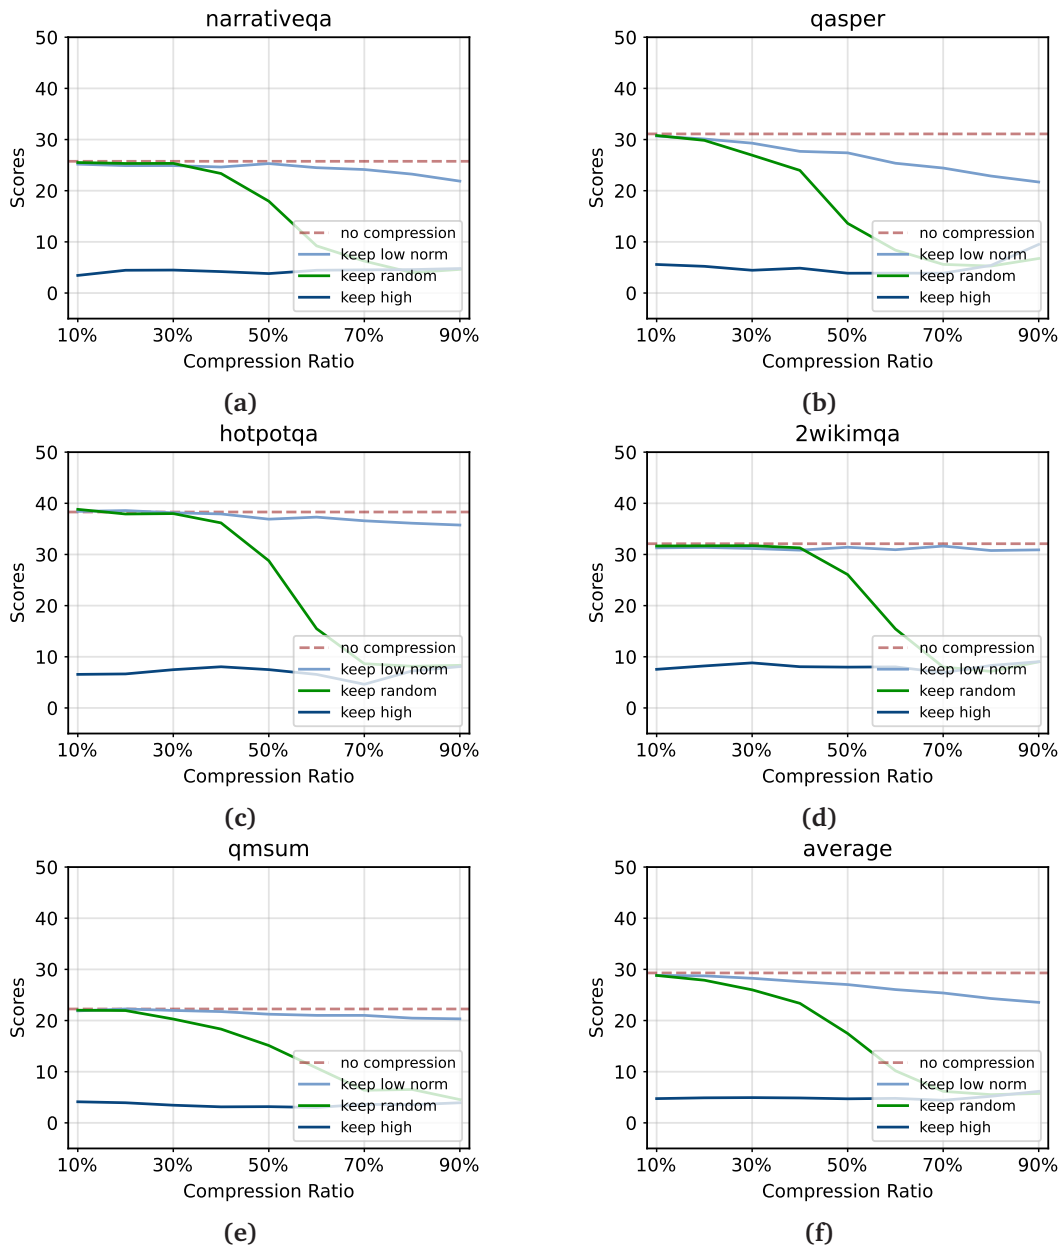 narrativeqa
50
40
30
20
10
0
Scores
no compression
keep low norm
keep random
keep high
10% 30% 50% 70% 90%
Compression Ratio
(a)
qasper
50
40
30
20
10
0
Scores
no compression
keep low norm
keep random
keep high
10% 30% 50% 70% 90%
Compression Ratio
(b)
hotpotqa
50
40
30
20
10
0
Scores
no compression
keep low norm
keep random
keep high
10% 30% 50% 70% 90%
Compression Ratio
(c)
2wikimqa
50
40
30
20
10
0
Scores
no compression
keep low norm
keep random
keep high
10% 30% 50% 70% 90%
Compression Ratio
(d)
qmsum
50
40
30
20
10
0
Scores
no compression
keep low norm
keep random
keep high
10% 30% 50% 70% 90%
Compression Ratio
(e)
average
50
40
30
20
10
0
Scores
no compression
keep low norm
keep random
keep high
10% 30% 50% 70% 90%
Compression Ratio
(f)